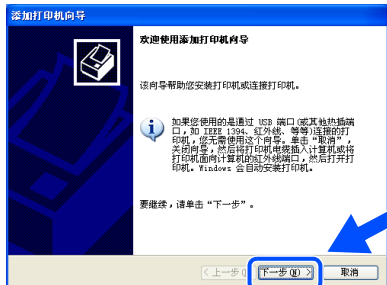 添加打印机向导
欢迎使用添加打印机向导
该向导帮助您安装打印机或连接打印机。
如果您使用的是通过 USB 端口(或其他热插端
口，如 IEEE 1394、红外线、等等)连接的打
印机，您无需使用这个向导。单击“取消”，
关闭向导，然后将打印机电缆插入计算机或将
打印机面向计算机的红外线端口，然后打开打
印机。Windows 会自动安装打印机。
要继续，请单击“下一步”。
< 上一步(
下一步(N) >
取消